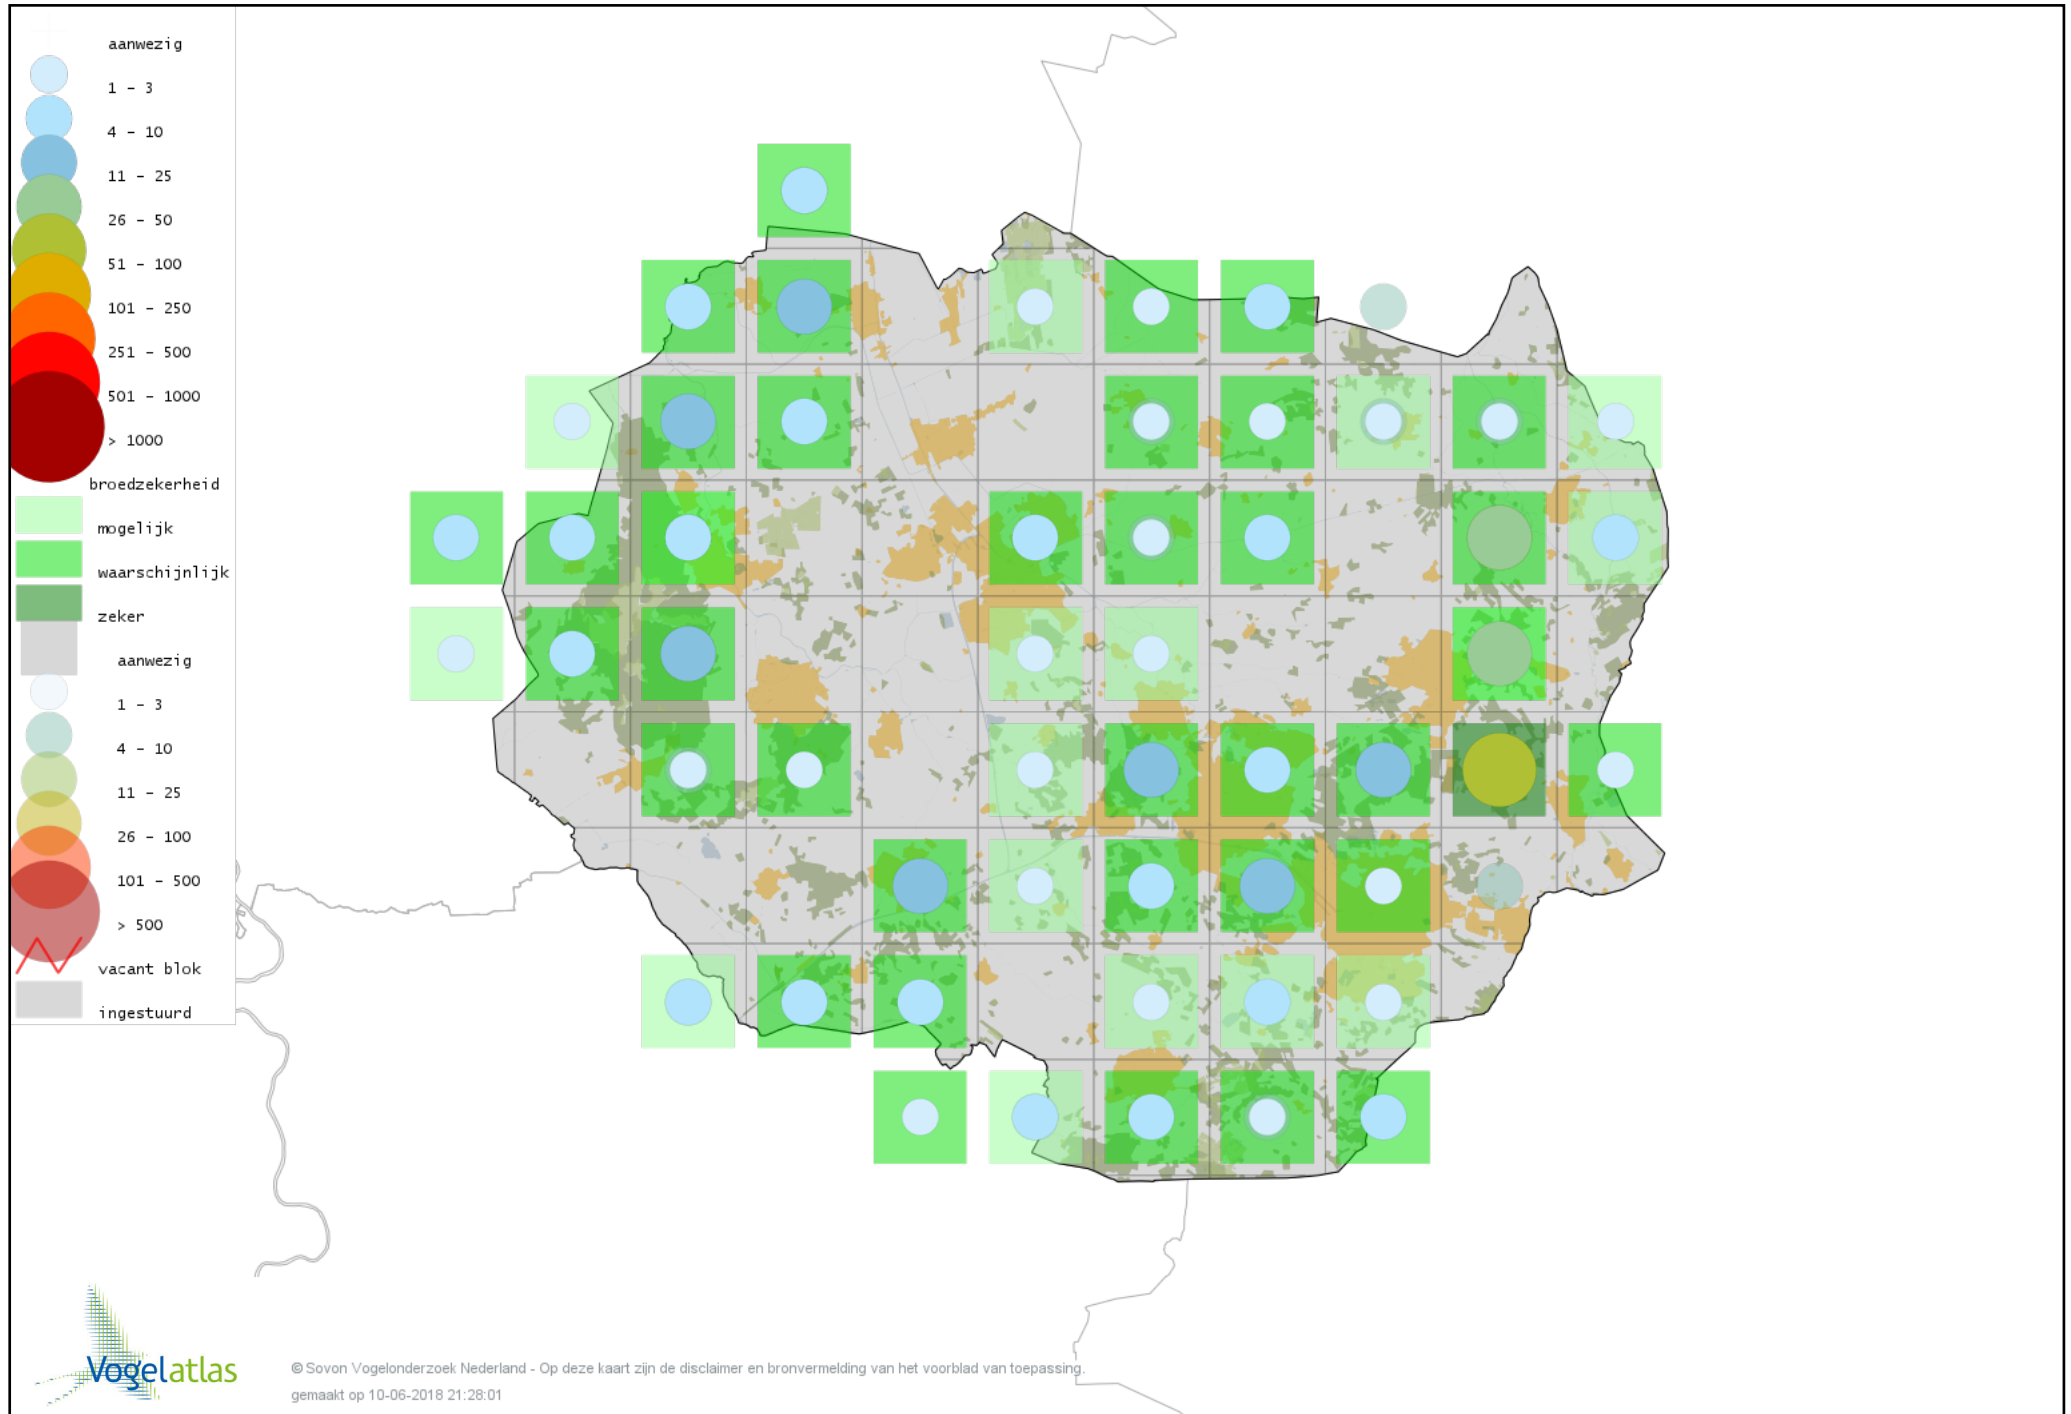 aanwezig
1 - 3
4 - 10
11 - 25
26 - 50
51 - 100
101 - 250
251 - 500
501 - 1000
> 1000
broedzekerheid
mogelijk
waarschijnlijk
zeker
aanwezig
1 - 3
4 - 10
11 - 25
26 - 100
101 - 500
> 500
vacant blok
ingestuurd
Vogelatlas
© Sovon Vogelonderzoek Nederland - Op deze kaart zijn de disclaimer en bronvermelding van het voorblad van toepassing.
gemaakt op 10-06-2018 21:28:01